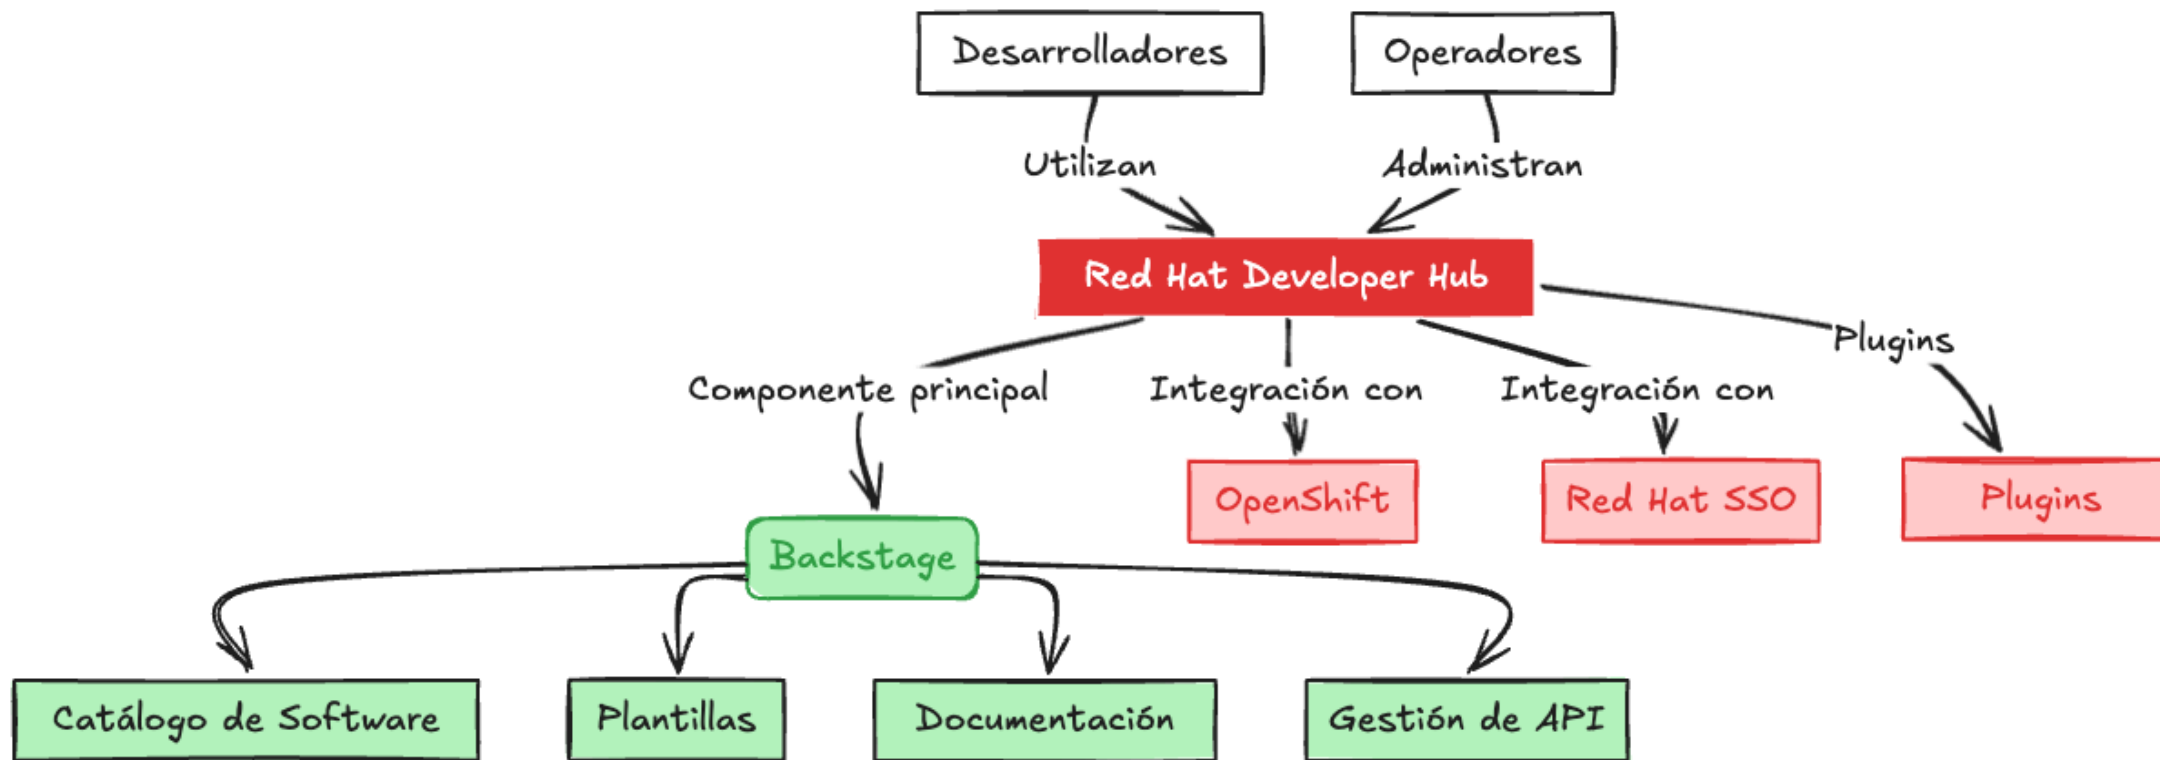 Desarrolladores
Operadores
Utilizan
Administran
Red Hat Developer Hub
Plugins
Componente principal
Integración con
Integración con
OpenShift
Red Hat SSO
Plugins
Backstage
Catálogo de Software
Plantillas
Documentación
Gestión de API